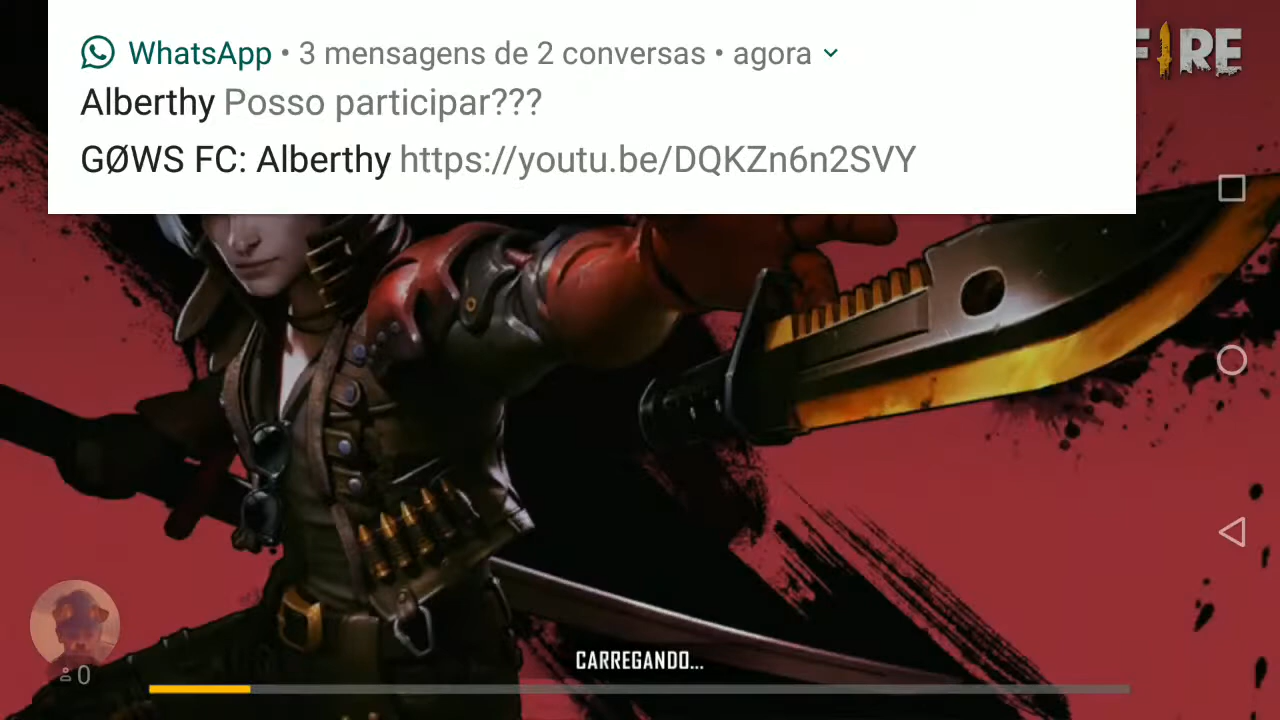 WhatsApp • 3 mensagens de 2 conversas • agora
Alberthy Posso participar???
GØWS FC: Alberthy https://youtu.be/DQKZn6n2SVY
FIRE
0
CARREGANDO...